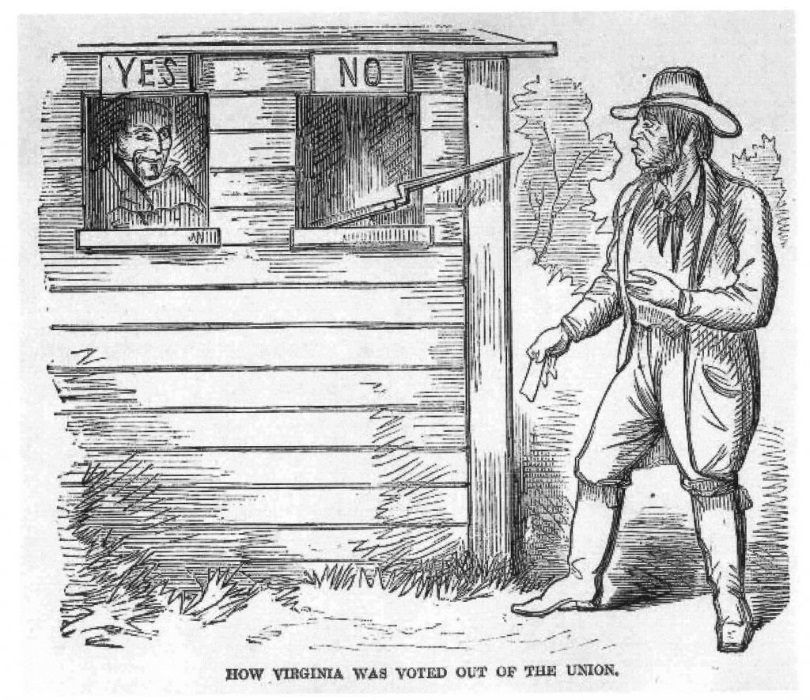 YES
NO
HOW VIRGINIA WAS VOTED OUT OF THE UNION.